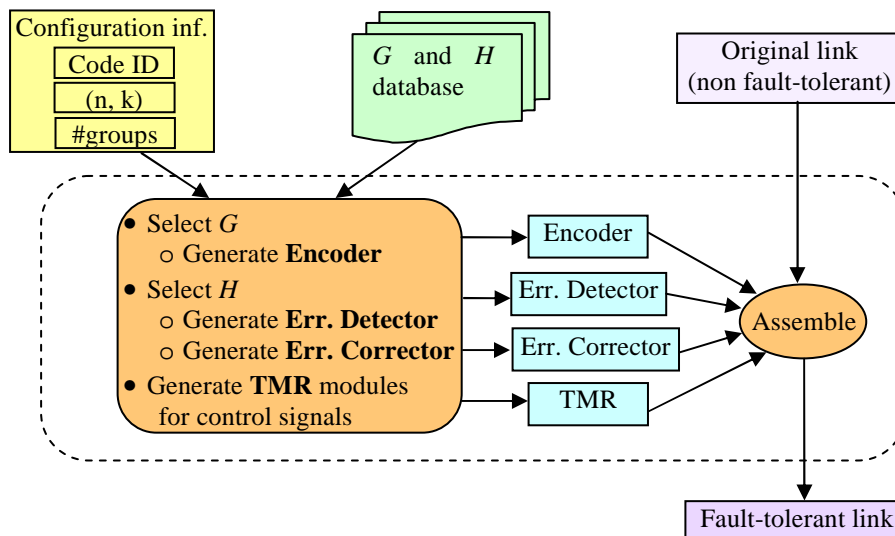 Configuration inf.
Code ID
(n, k)
#groups
G and H
database
Original link
(non fault-tolerant)
• Select G
o Generate Encoder
• Select H
o Generate Err. Detector
o Generate Err. Corrector
• Generate TMR modules
for control signals
Encoder
Err. Detector
Err. Corrector
TMR
Assemble
Fault-tolerant link